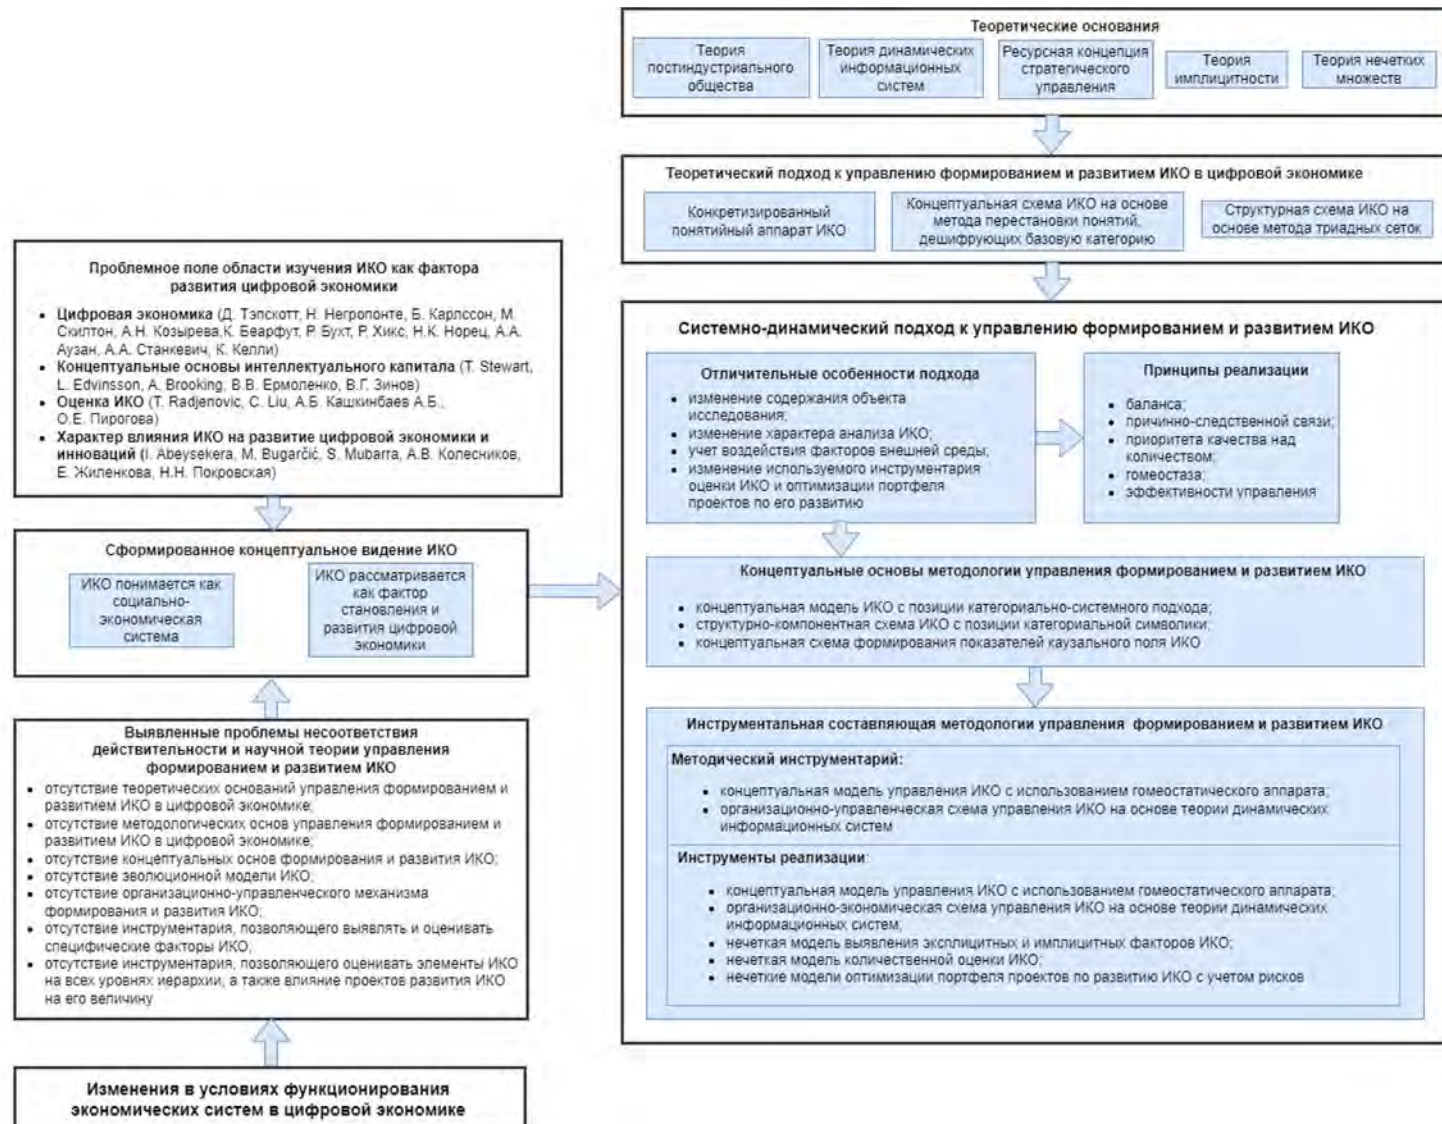 Теоретические основания
Теория
постиндустриального
общества
Теория динамических
информационных
систем
Ресурсная концепция
стратегического
управления
Теория
имплицитности
Теория нечетких
множеств
Теоретический подход к управлению формированием и развитием ИКО в цифровой экономике
Конкретизированный
понятийный аппарат ИКО
Концептуальная схема ИКО на основе
метода перестановки понятий,
дешифрующих базовую категорию
Структурная схема ИКО на
основе метода триадных сеток
Проблемное поле области изучения ИКО как фактора
развития цифровой экономики
• Цифровая экономика (Д. Тэпскотт, Н. Негропонте, Б. Карлссон, М.
Скилтон, А.Н. Козырева,К. Беарфут, Р. Бухт, Р. Хикс, Н.К. Норец, А.А.
Аузан, А.А. Станкевич, К. Келли)
• Концептуальные основы интеллектуального капитала (T. Stewart,
L. Edvinsson, A. Brooking, В.В. Ермоленко, В.Г. Зинов)
• Оценка ИКО (T. Radjenovic, C. Liu, А.Б. Кашкинбаев А.Б.,
О.Е. Пирогова)
• Характер влияния ИКО на развитие цифровой экономики и
инноваций (I. Abeysekera, M. Bugarčić, S. Mubarra, А.В. Колесников,
Е. Жиленкова, Н.Н. Покровская)
Сформированное концептуальное видение ИКО
ИКО понимается как
социально-
экономическая
система
ИКО рассматривается
как фактор
становления и
развития цифровой
экономики
Выявленные проблемы несоответствия
действительности и научной теории управления
формированием и развитием ИКО
• отсутствие теоретических оснований управления формированием и
развитием ИКО в цифровой экономике;
• отсутствие методологических основ управления формированием и
развитием ИКО в цифровой экономике;
• отсутствие концептуальных основ формирования и развития ИКО;
• отсутствие эволюционной модели ИКО;
• отсутствие организационно-управленческого механизма
формирования и развития ИКО;
• отсутствие инструментария, позволяющего выявлять и оценивать
специфические факторы ИКО;
• отсутствие инструментария, позволяющего оценивать элементы ИКО
на всех уровнях иерархии, а также влияние проектов развития ИКО
на его величину
Изменения в условиях функционирования
экономических систем в цифровой экономике
Системно-динамический подход к управлению формированием и развитием ИКО
Отличительные особенности подхода
• изменение содержания объекта
исследования;
• изменение характера анализа ИКО;
• учет воздействия факторов внешней среды;
• изменение используемого инструментария
оценки ИКО и оптимизации портфеля
проектов по его развитию
Принципы реализации
• баланса;
• причинно-следственной связи;
• приоритета качества над
количеством;
• гомеостаза;
• эффективности управления
Концептуальные основы методологии управления формированием и развитием ИКО
• концептуальная модель ИКО с позиции категориально-системного подхода;
• структурно-компонентная схема ИКО с позиции категориальной символики;
• концептуальная схема формирования показателей каузального поля ИКО
Инструментальная составляющая методологии управления формированием и развитием ИКО
Методический инструментарий:
• концептуальная модель управления ИКО с использованием гомеостатического аппарата;
• организационно-управленческая схема управления ИКО на основе теории динамических
информационных систем
Инструменты реализации:
• концептуальная модель управления ИКО с использованием гомеостатического аппарата;
• организационно-экономическая схема управления ИКО на основе теории динамических
информационных систем;
• нечеткая модель выявления эксплицитных и имплицитных факторов ИКО;
• нечеткая модель количественной оценки ИКО;
• нечеткие модели оптимизации портфеля проектов по развитию ИКО с учетом рисков